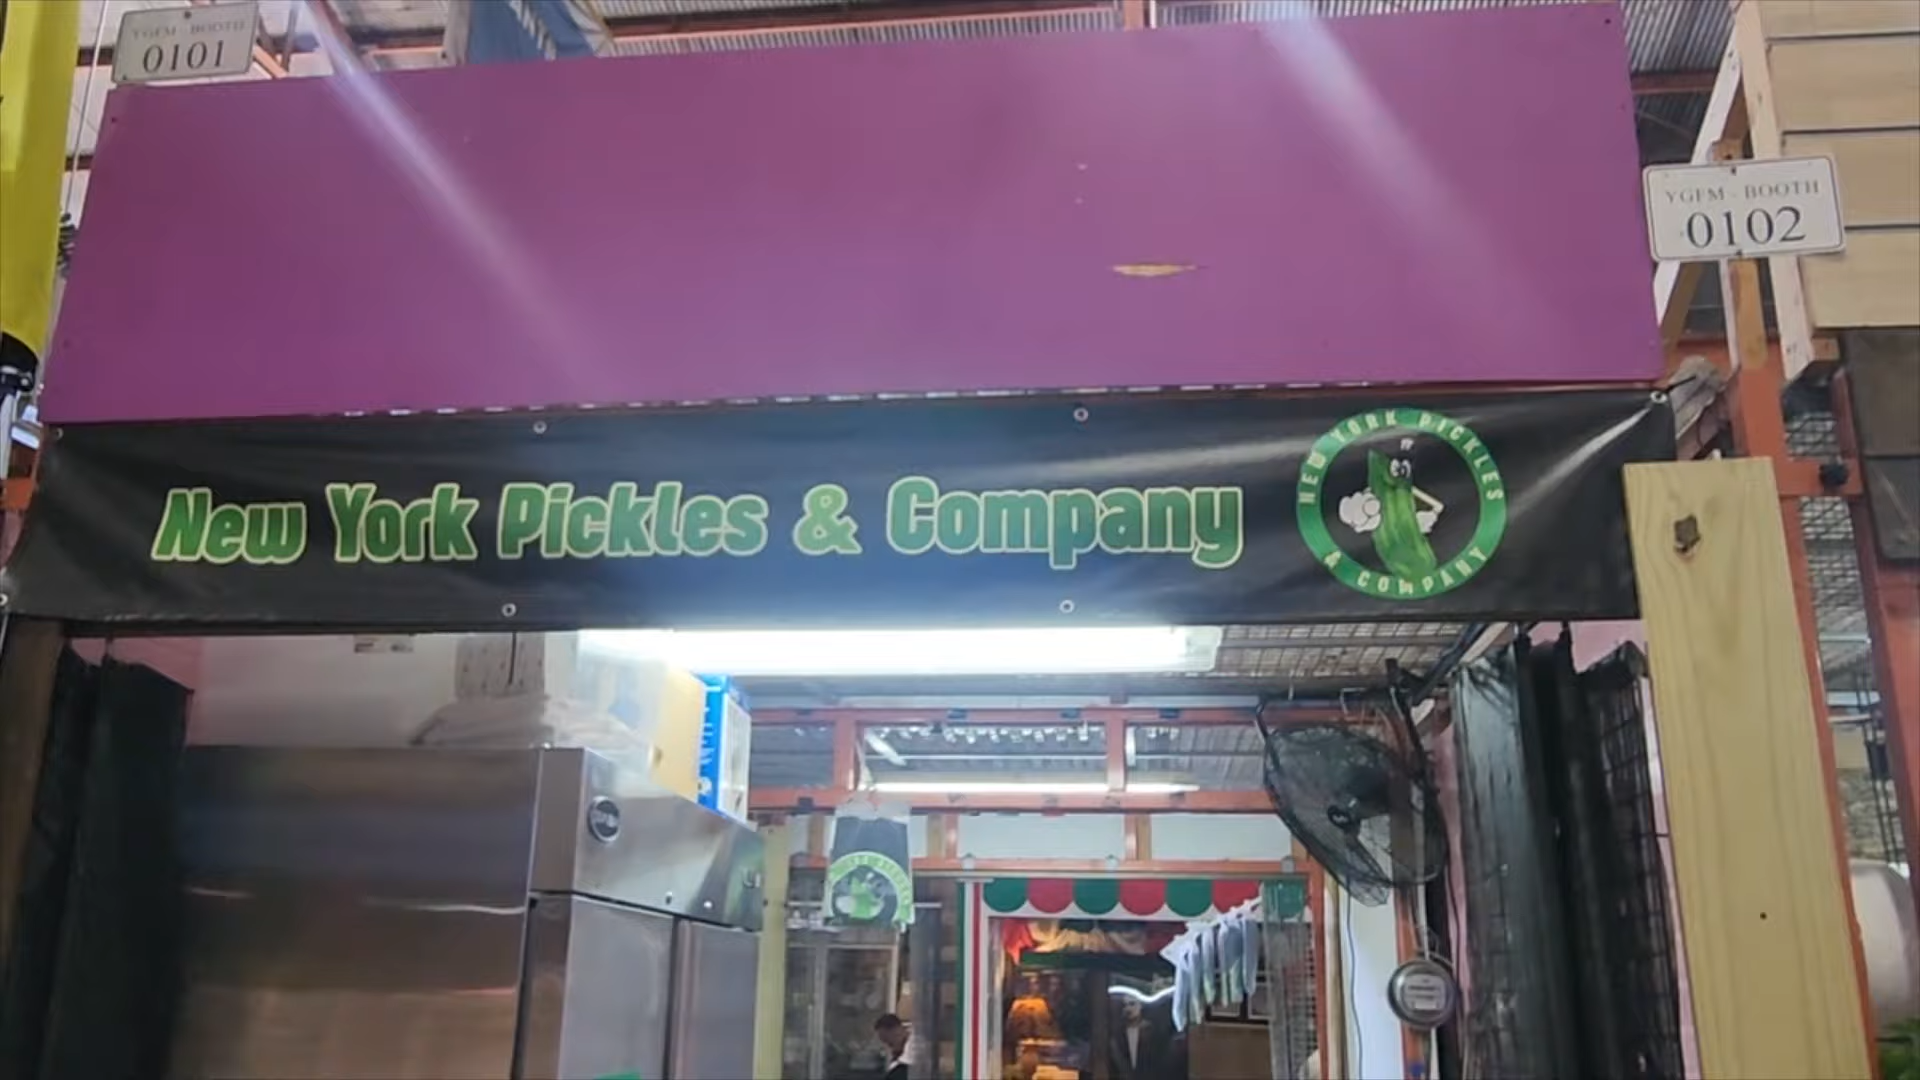 YGFM - BOOTH
0101
YGFM - BOOTH
0102
New York Pickles & Company
NEW YORK PICKLES
& COMPANY